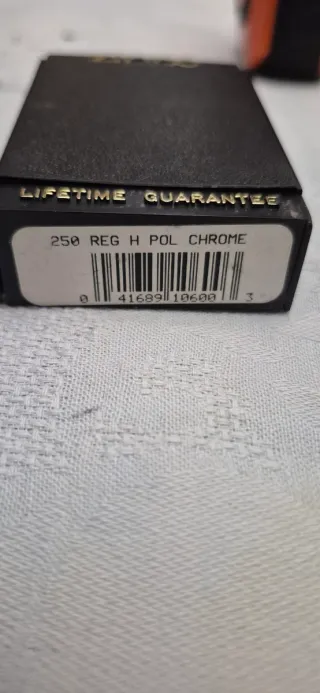 LIFETIME GUARANTEE
250 REG H POL CHROME
0 41689 10600 3